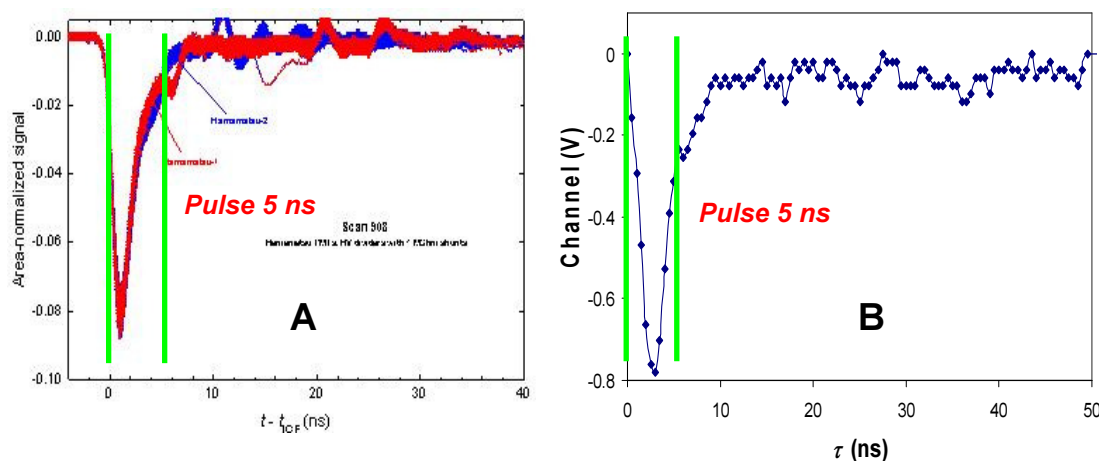 0.00
-0.02
-0.04
-0.06
-0.08
-0.10
Area-normalized signal
Hamamatsu-2
Hamamatsu-1
Pulse 5 ns
Scan 908
A
0
10
20
30
40
(ns)
0
-0.2
-0.4
-0.6
-0.8
Channel (V)
Pulse 5 ns
B
0
10
20
30
40
50
τ (ns)